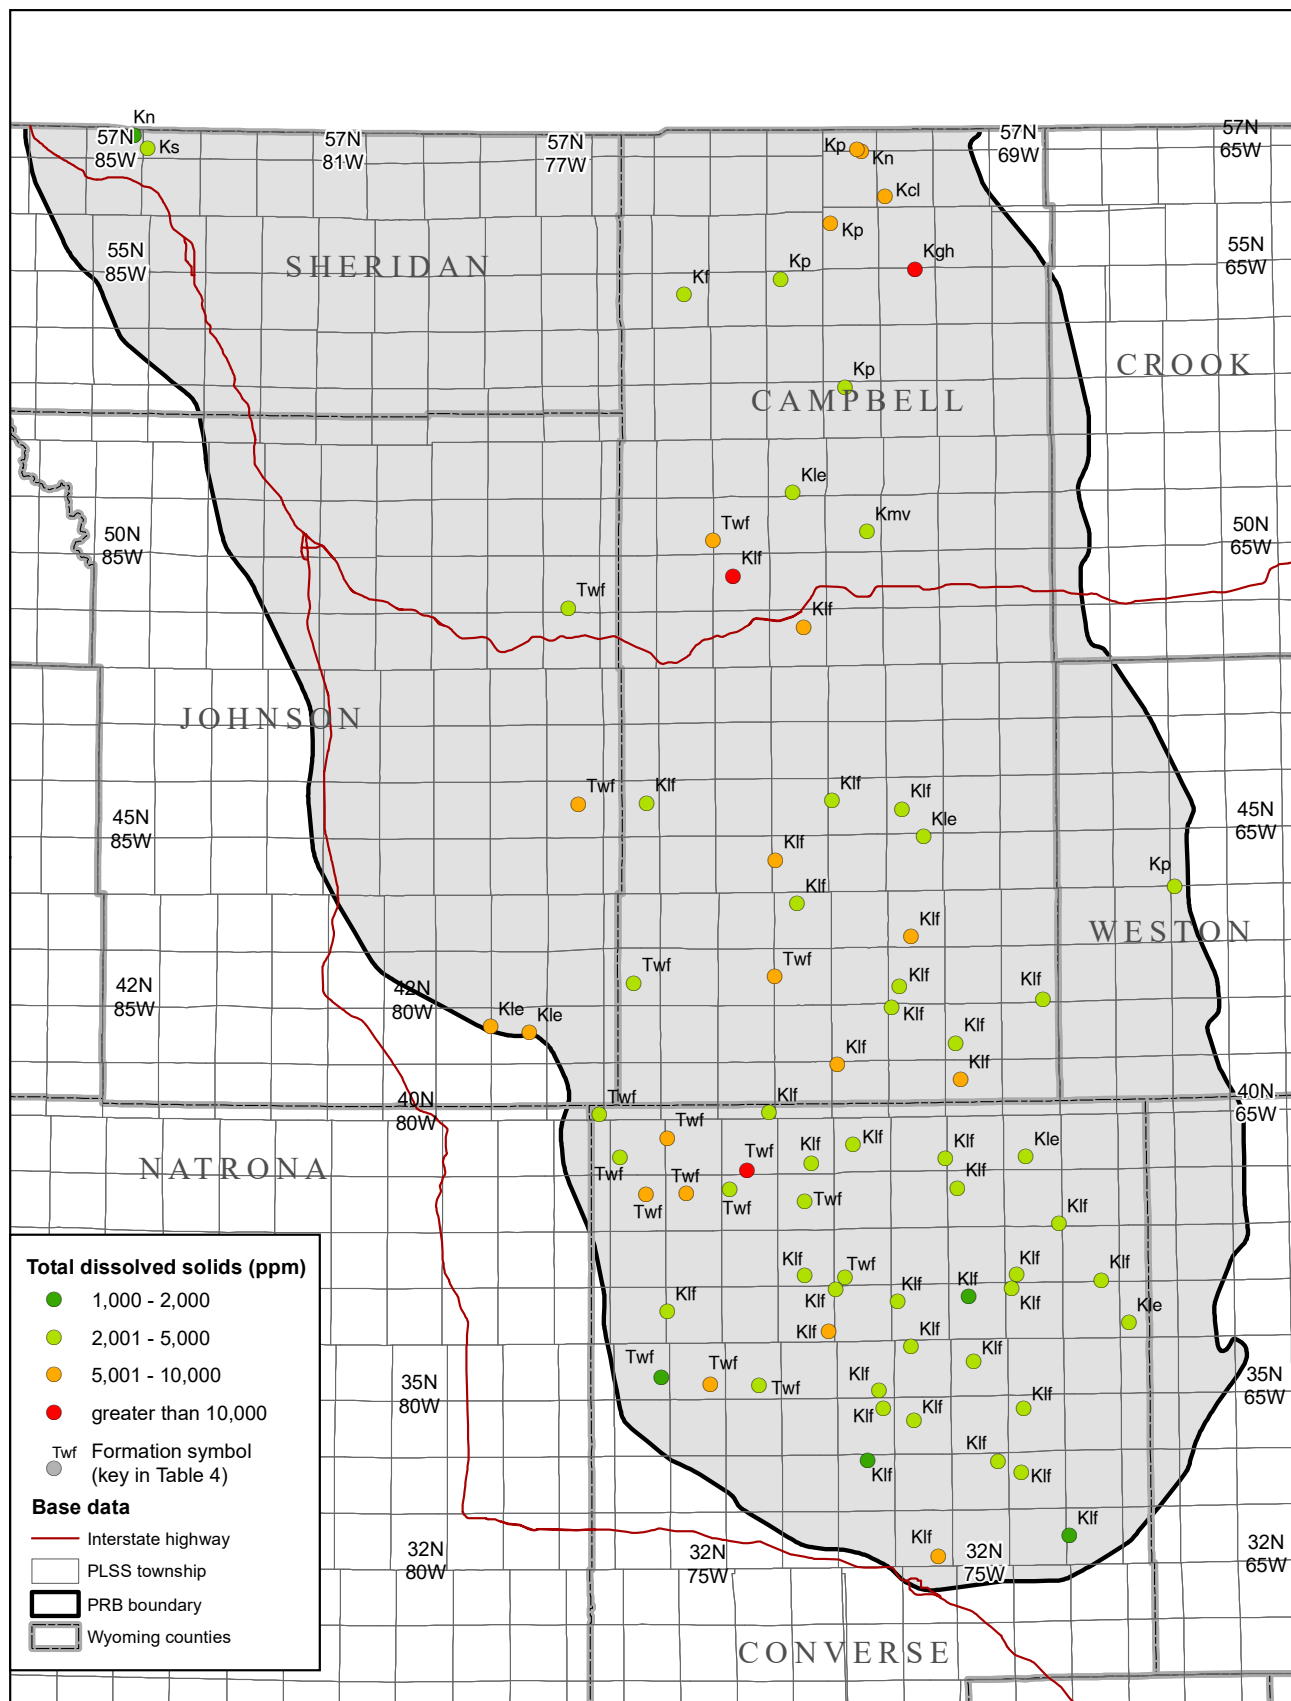 Kn
57N
85W
Ks
57N
81W
57N
77W
Kp
Kn
57N
69W
57N
65W
Kcl
Kp
55N
85W
SHERIDAN
Kf
Kp
Kgh
55N
65W
Kp
CAMPBELL
CROOK
Kle
Kmv
Twf
Klf
50N
85W
50N
65W
Twf
Klf
JOHNSON
Twf
Klf
Klf
Klf
Kle
45N
85W
45N
65W
Klf
Klf
Kp
Klf
WESTON
Twf
Twf
Klf
Klf
Klf
42N
85W
42N
80W
Kle
Kle
Klf
Klf
Klf
40N
80W
Twf
Klf
40N
65W
Twf
Twf
Twf
Twf
Twf
Twf
Klf
Klf
Twf
Klf
Klf
Kle
NATRONA
Klf
Klf
Klf
Twf
Klf
Klf
Klf
Klf
Klf
Klf
Klf
Kle
Klf
Klf
Twf
Twf
Twf
Klf
Klf
Klf
Klf
Klf
Klf
Klf
35N
80W
35N
65W
Klf
Klf
32N
80W
32N
75W
32N
75W
32N
65W
CONVERSE
Total dissolved solids (ppm)
1,000 - 2,000
2,001 - 5,000
5,001 - 10,000
greater than 10,000
Twf
Formation symbol
(key in Table 4)
Base data
Interstate highway
PLSS township
PRB boundary
Wyoming counties